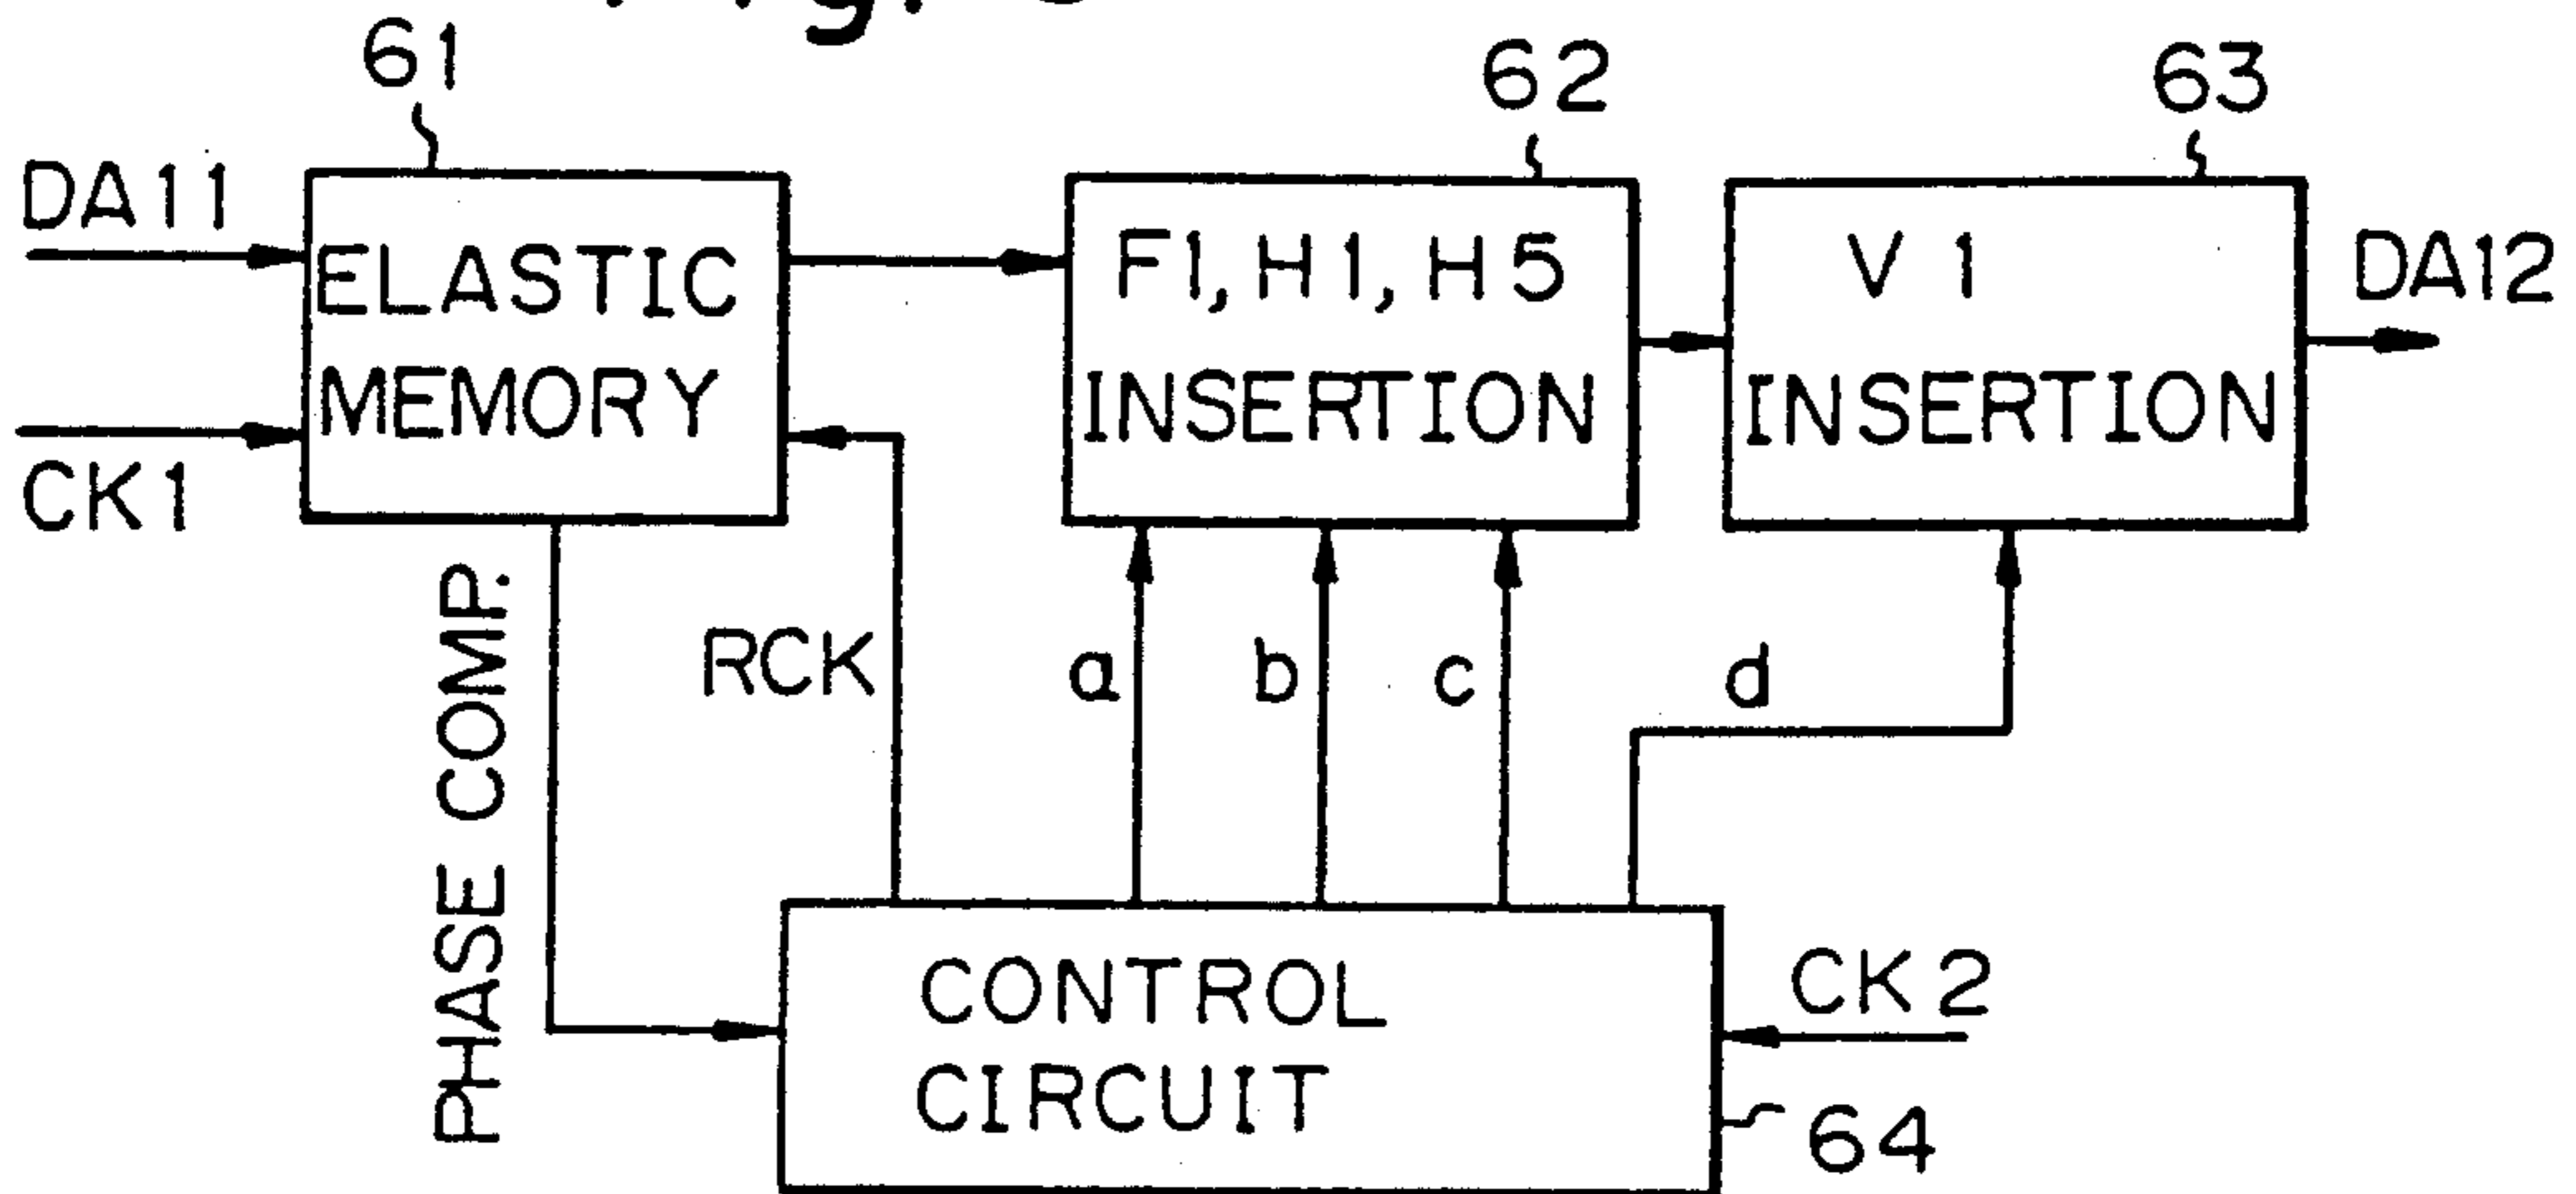 61
62
63
DA11
ELASTIC
MEMORY
CK1
F1, H1, H5
INSERTION
V 1
INSERTION
DA12
PHASE COMP.
RCK
a
b
c
d
CONTROL
CIRCUIT
CK2
64